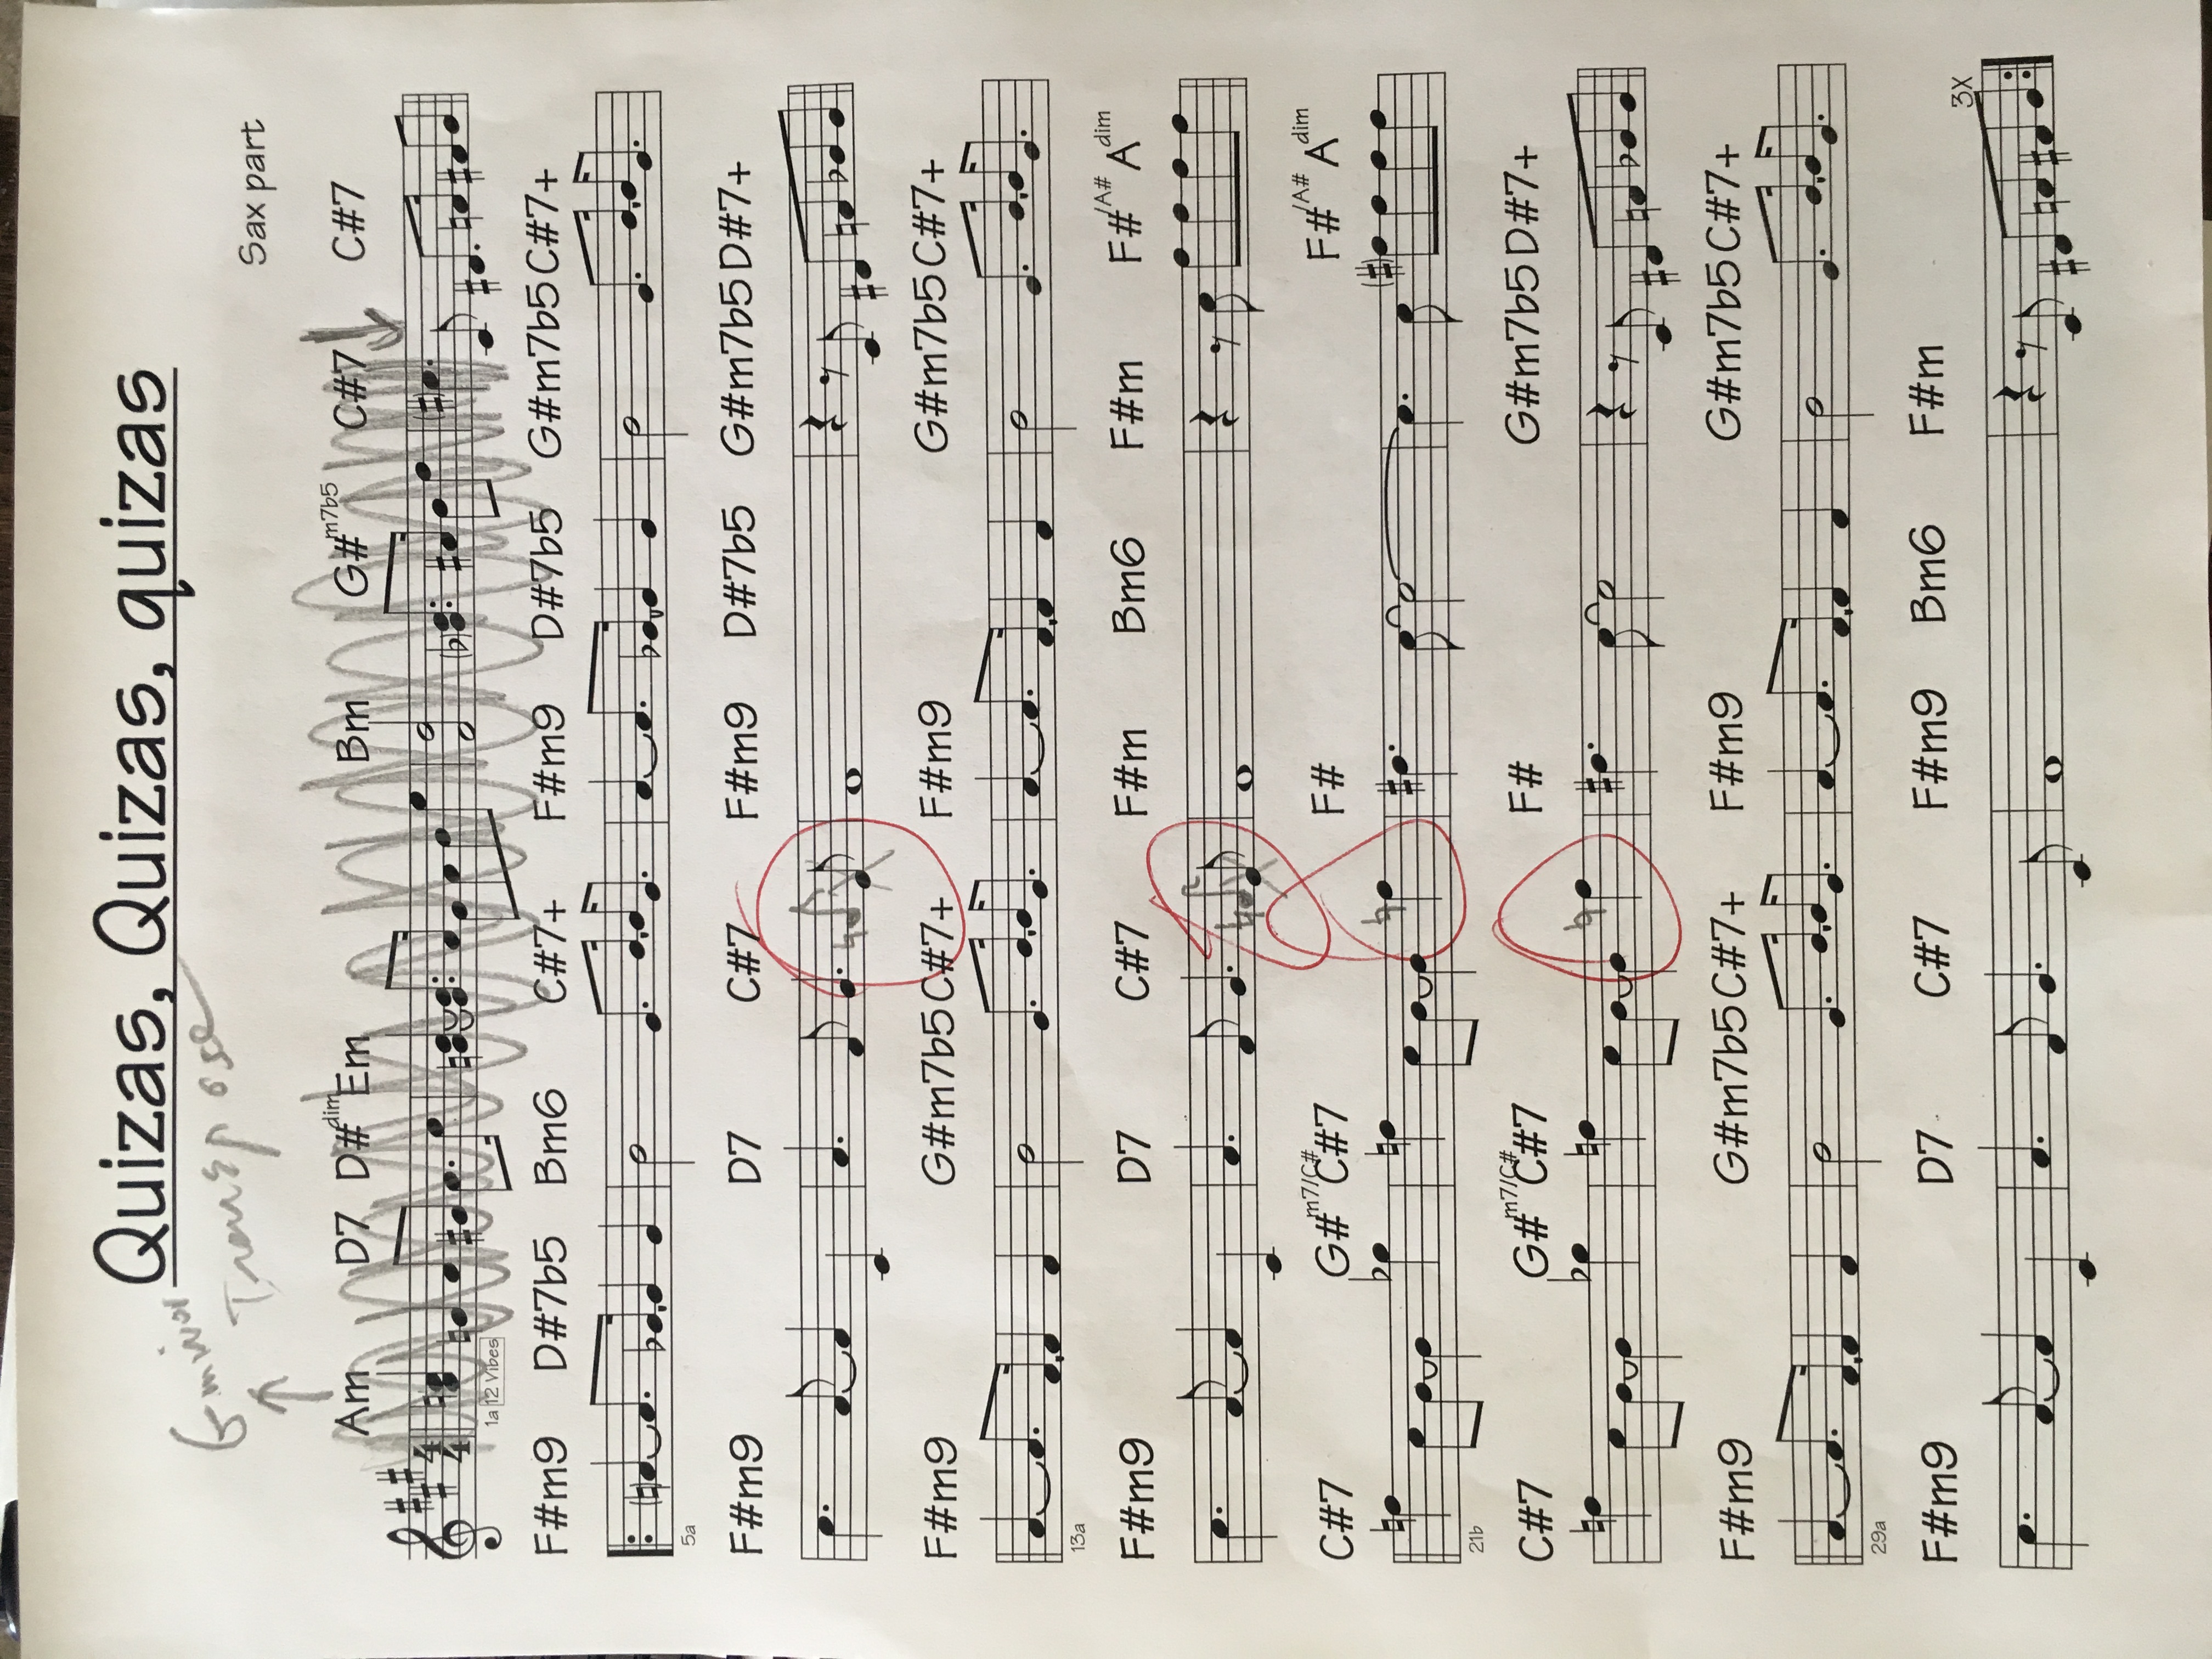 Quizas, Quizas, quizas
Gminor
Transpose
Sax part
Am D7 D#dim Em Bm G#m7b5 C#7 C#7
4
4
1a 12 Vibes
F#m9 D#7b5 Bm6 C#7+ F#m9 D#7b5 G#m7b5 C#7+
5a
F#m9 D7 C#7 F#m9 D#7b5 G#m7b5 D#7+
F#m9 G#m7b5 C#7+ F#m9 G#m7b5 C#7+
13a
F#m9 D7 C#7 F#m Bm6 F#m F#/A# Adim
C#7 G#m7/C# C#7 F# F#/A# Adim
21b
C#7 G#m7/C# C#7 F# G#m7b5 D#7+
F#m9 G#m7b5 C#7+ F#m9 G#m7b5 C#7+
29a
F#m9 D7 C#7 F#m9 Bm6 F#m
3X